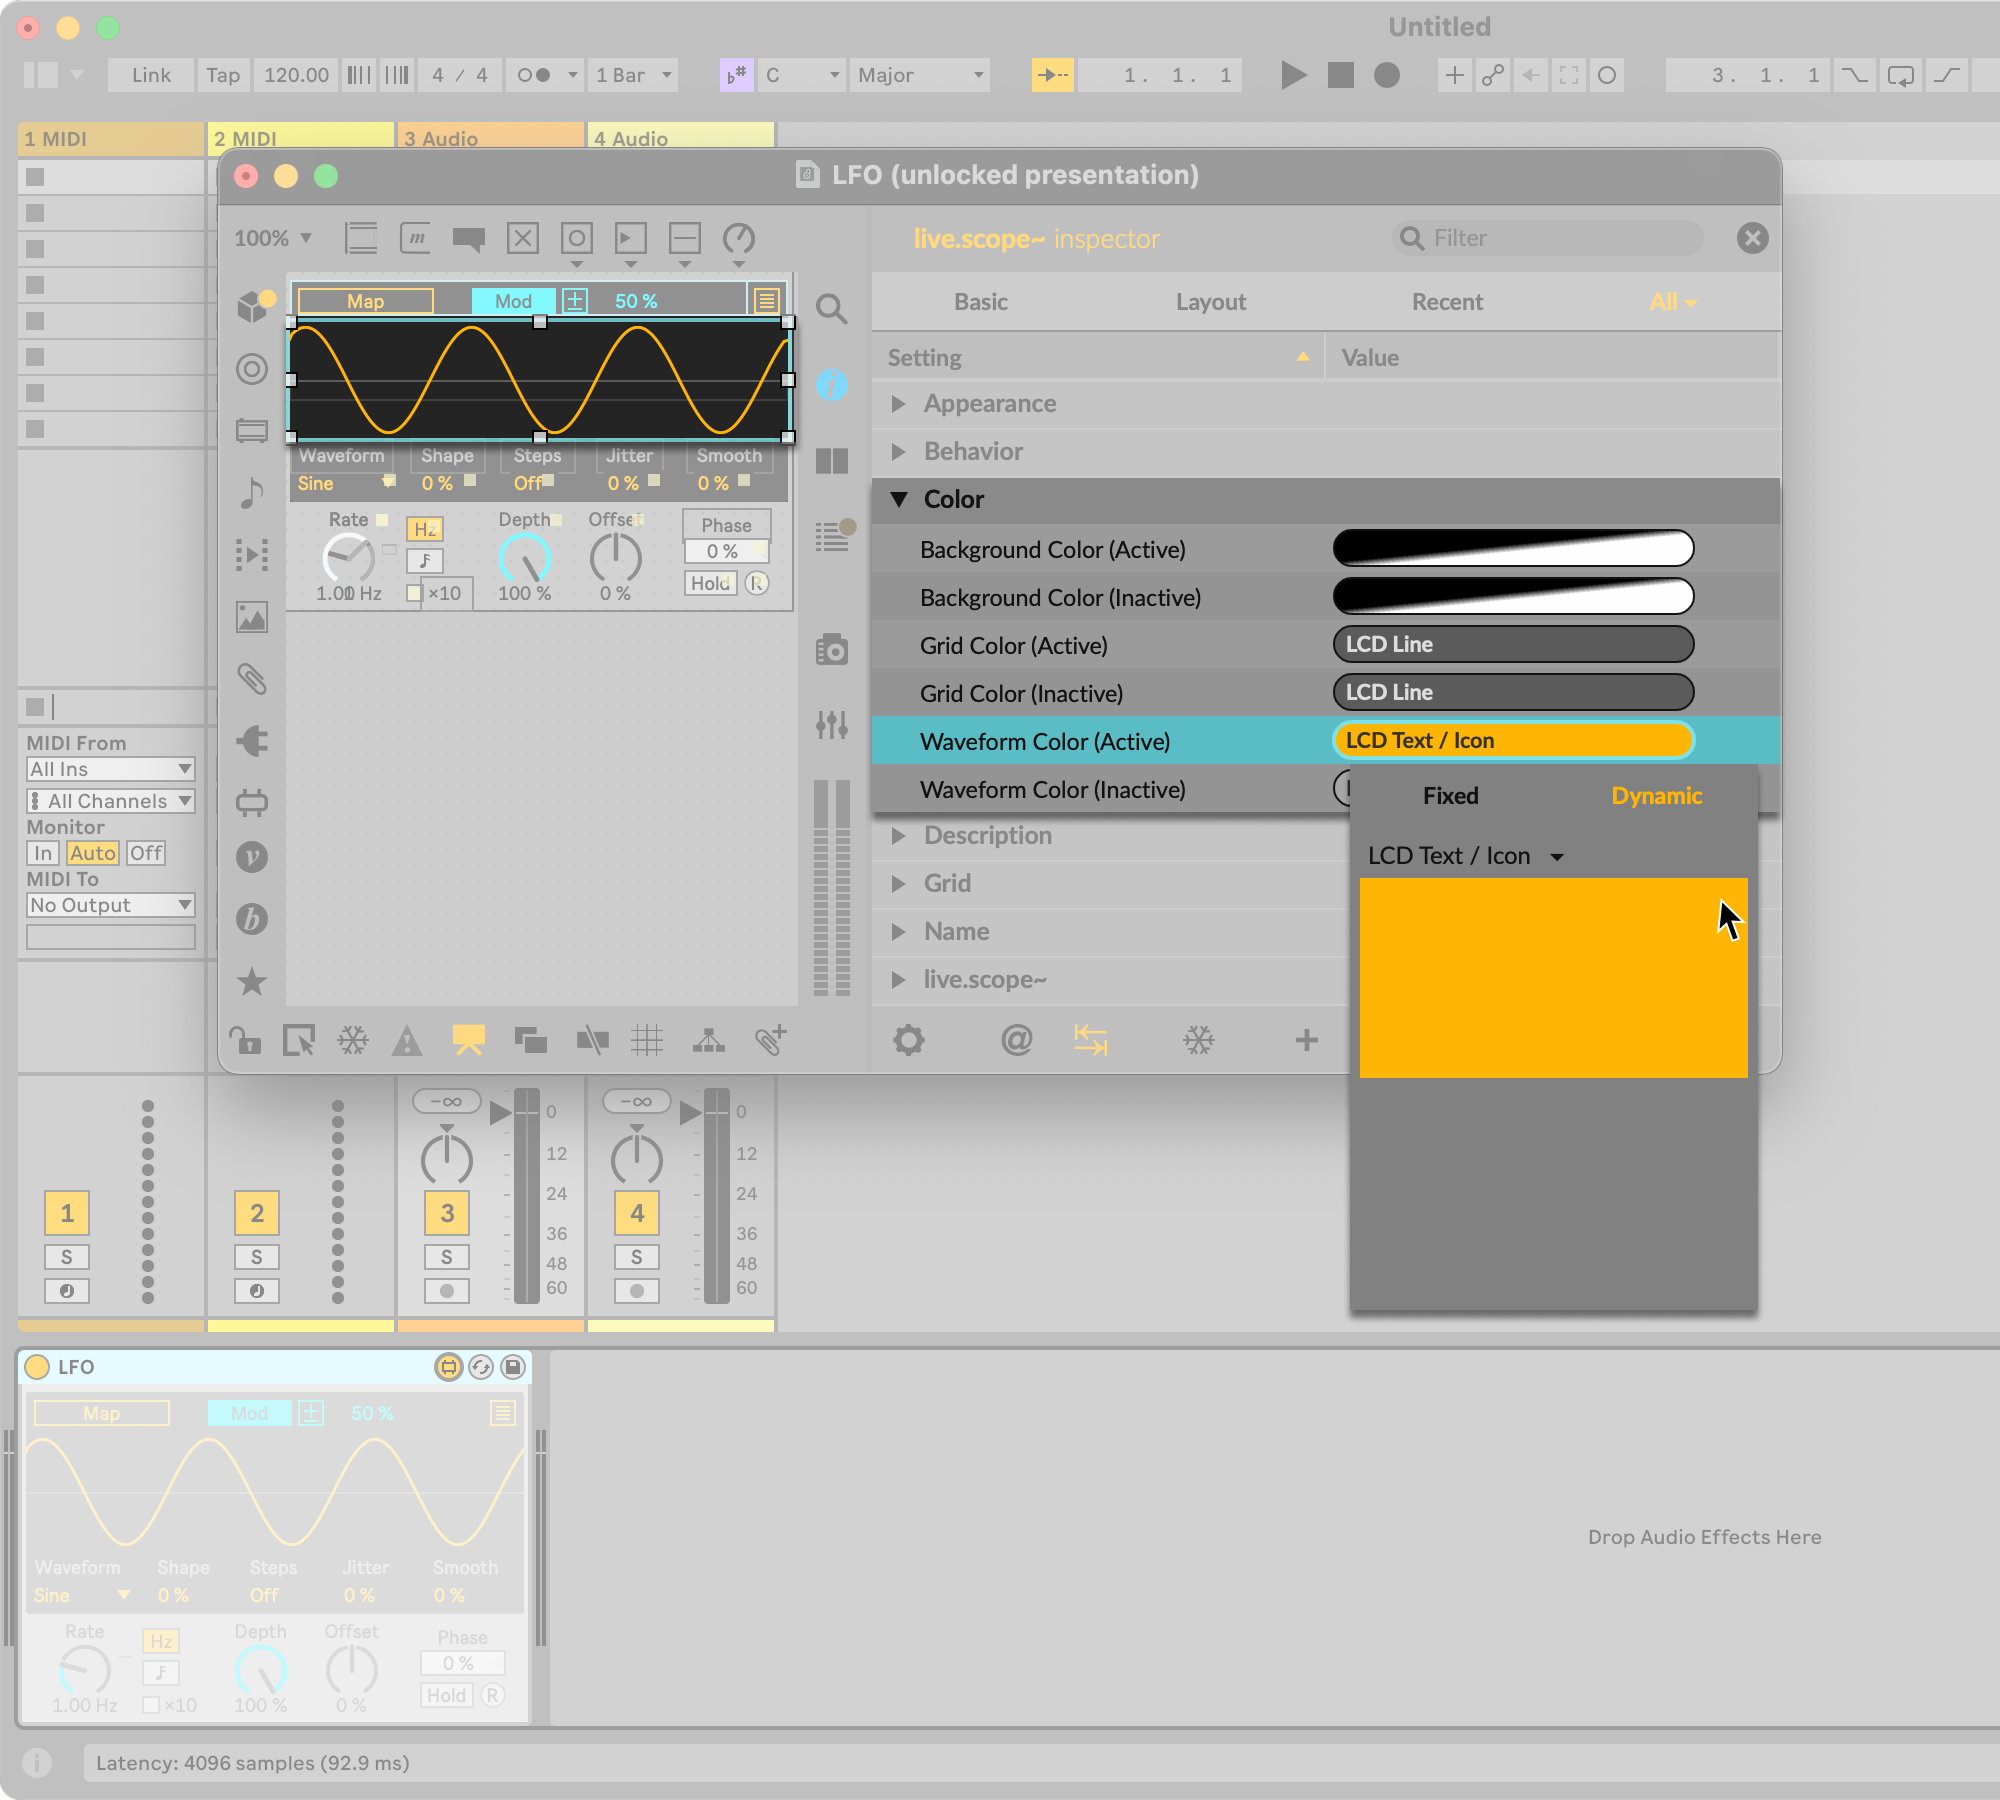 Untitled
Link Tap 120.00 4 / 4 1 Bar C Major 1. 1. 1 3. 1. 1
1 MIDI 2 MIDI 3 Audio 4 Audio
LFO (unlocked presentation)
100% m
live.scope~ inspector
Filter
Map Mod ± 50 %
Basic Layout Recent All
Setting Value
Appearance
Behavior
Waveform Shape Steps Jitter Smooth
Sine 0 % Off 0 % 0 %
Color
Rate Hz Depth Offset Phase
0 %
Hold R
1.00 Hz ×10 100 % 0 %
Background Color (Active)
Background Color (Inactive)
Grid Color (Active) LCD Line
Grid Color (Inactive) LCD Line
Waveform Color (Active) LCD Text / Icon
Waveform Color (Inactive)
Fixed Dynamic
LCD Text / Icon
Description
Grid
Name
live.scope~
MIDI From
All Ins
All Channels
Monitor
In Auto Off
MIDI To
No Output
v
b
@
-∞ 0 -∞ 0
12 12
24 24
1 2 3 4
36 36
S S S S
48 48
60 60
LFO
Map Mod ± 50 %
Waveform Shape Steps Jitter Smooth
Sine 0 % Off 0 % 0 %
Rate Hz Depth Offset Phase
0 %
Hold R
1.00 Hz ×10 100 % 0 %
Drop Audio Effects Here
Latency: 4096 samples (92.9 ms)